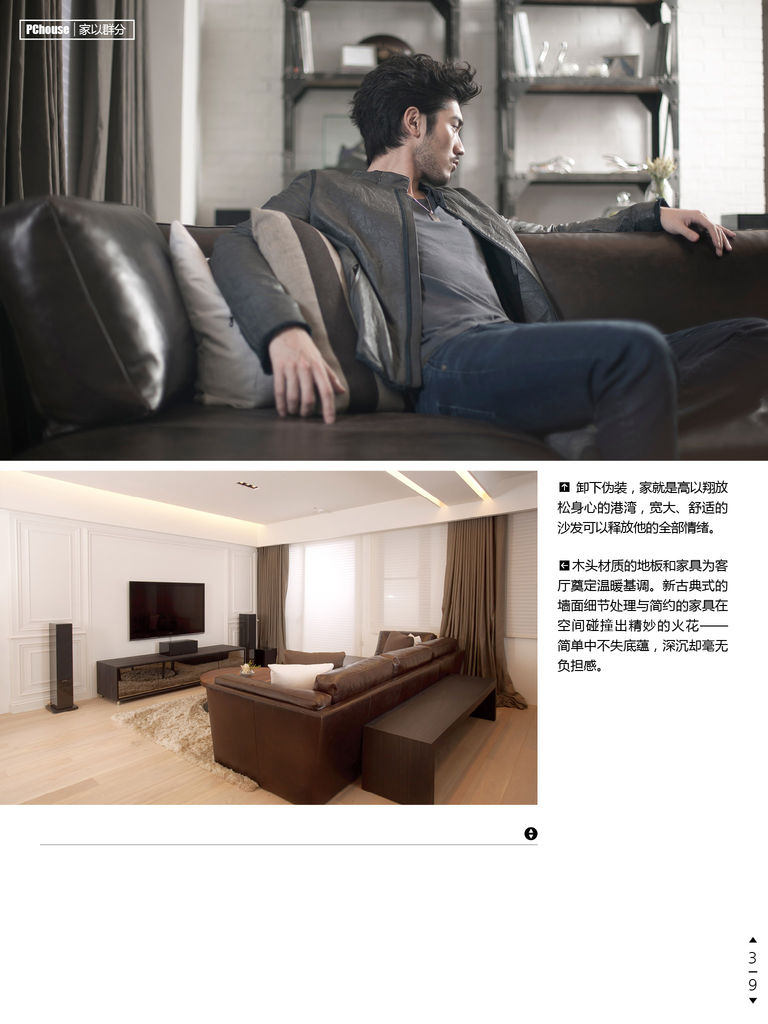 PChouse 家以群分
卸下伪装，家就是高以翔放
松身心的港湾，宽大、舒适的
沙发可以释放他的全部情绪。
木头材质的地板和家具为客
厅奠定温暖基调。新古典式的
墙面细节处理与简约的家具在
空间碰撞出精妙的火花——
简单中不失底蕴，深沉却毫无
负担感。
3
9